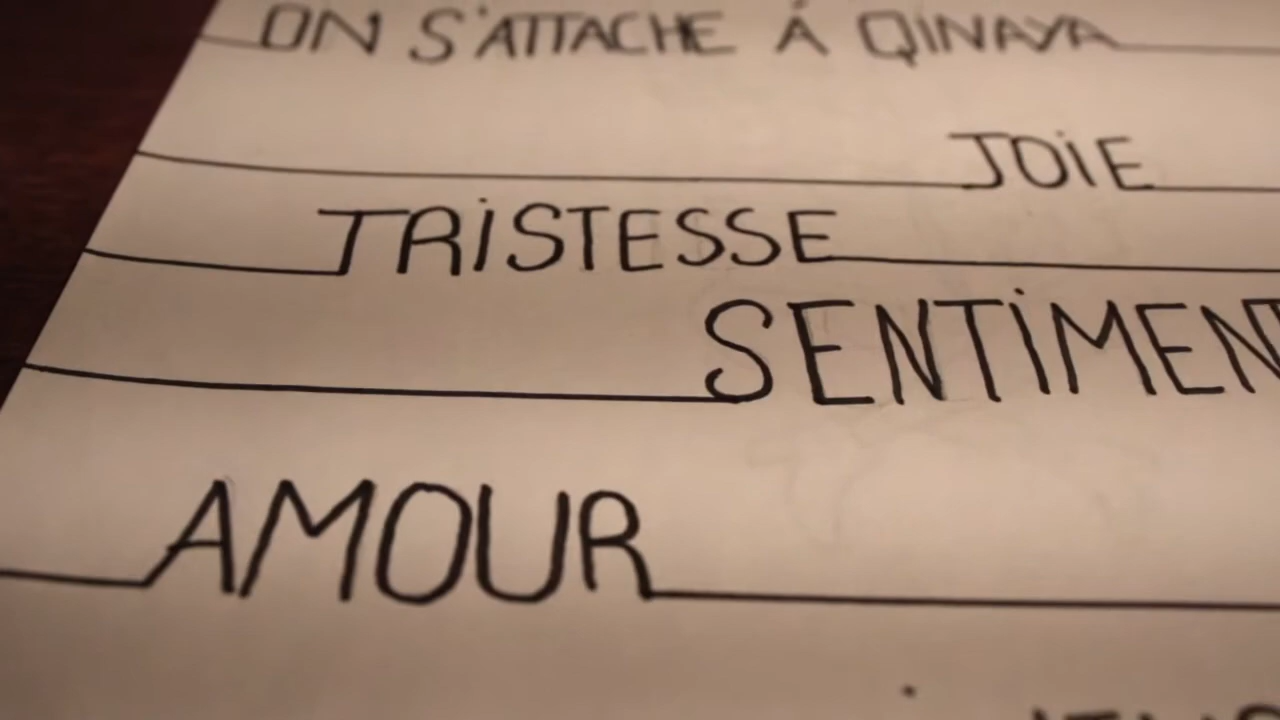 ON S'ATTACHE À QINAYA
JOIE
TRISTESSE
SENTIMEN
AMOUR